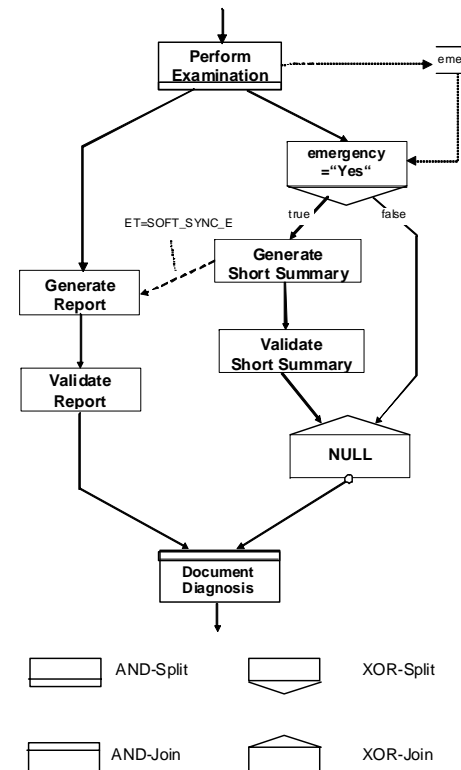 Perform
Examination
eme
emergency
="Yes"
true
false
ET=SOFT_SYNC_E
Generate
Short Summary
Generate
Report
Validate
Short Summary
Validate
Report
NULL
Document
Diagnosis
AND-Split
XOR-Split
AND-Join
XOR-Join